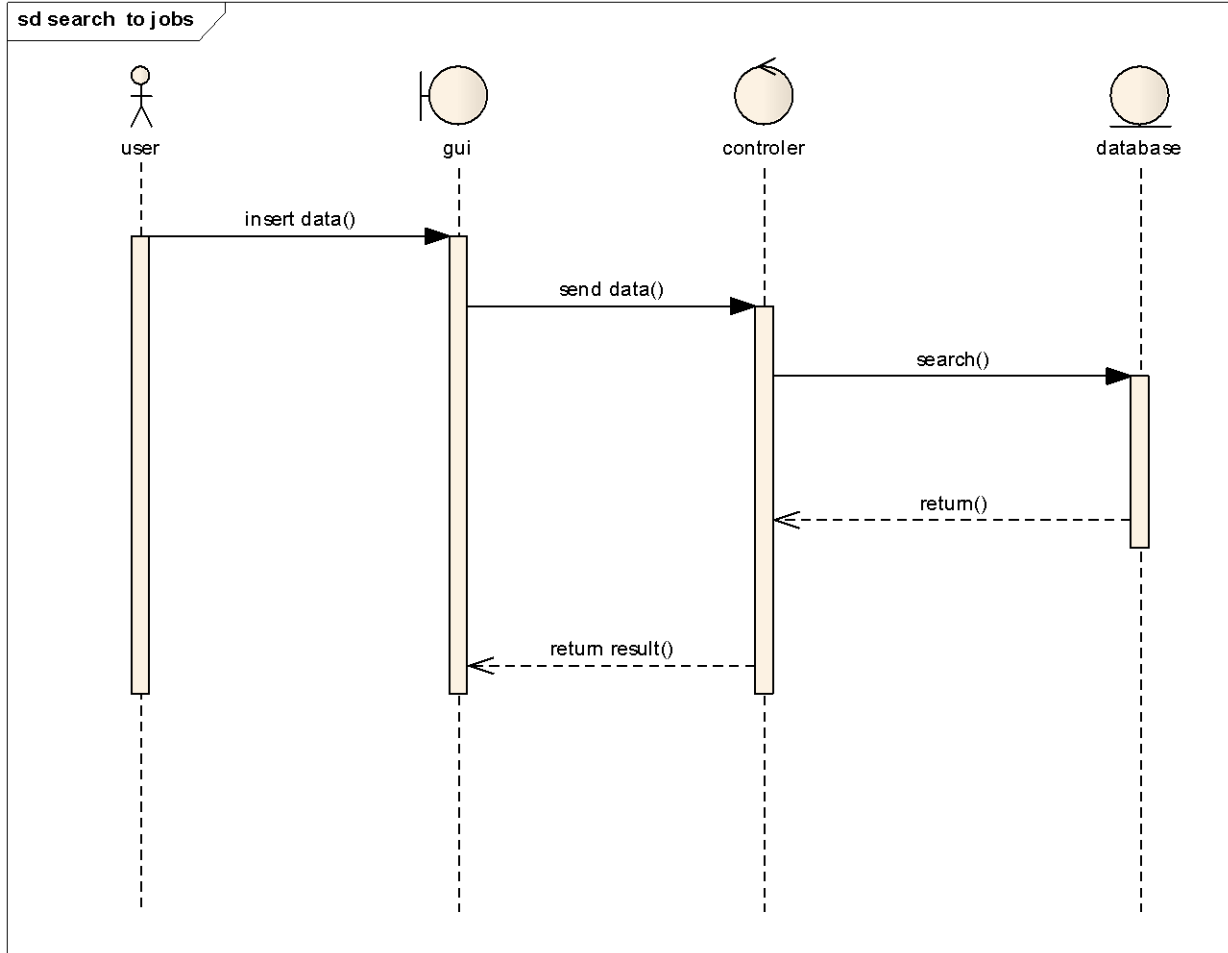 sd search to jobs
user
gui
controler
database
insert data()
send data()
search()
return()
return result()